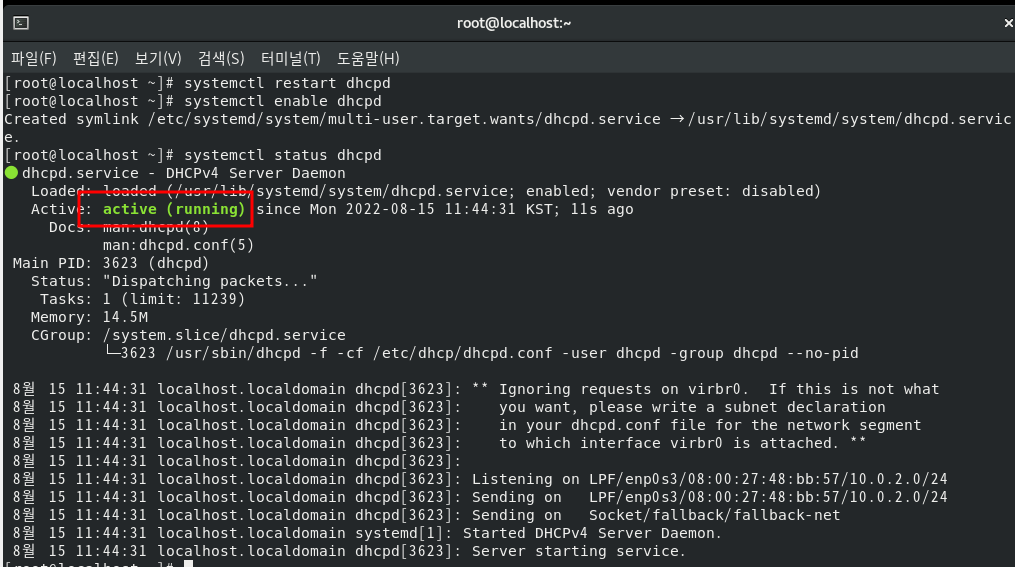 root@localhost:~
파일(F) 편집(E) 보기(V) 검색(S) 터미널(T) 도움말(H)
[root@localhost ~]# systemctl restart dhcpd
[root@localhost ~]# systemctl enable dhcpd
Created symlink /etc/systemd/system/multi-user.target.wants/dhcpd.service → /usr/lib/systemd/system/dhcpd.servic
e.
[root@localhost ~]# systemctl status dhcpd
● dhcpd.service - DHCPv4 Server Daemon
Loaded: loaded (/usr/lib/systemd/system/dhcpd.service; enabled; vendor preset: disabled)
Active: active (running) since Mon 2022-08-15 11:44:31 KST; 11s ago
Docs: man:dhcpd(8)
man:dhcpd.conf(5)
Main PID: 3623 (dhcpd)
Status: "Dispatching packets..."
Tasks: 1 (limit: 11239)
Memory: 14.5M
CGroup: /system.slice/dhcpd.service
└─3623 /usr/sbin/dhcpd -f -cf /etc/dhcp/dhcpd.conf -user dhcpd -group dhcpd --no-pid
8월 15 11:44:31 localhost.localdomain dhcpd[3623]: ** Ignoring requests on virbr0.  If this is not what
8월 15 11:44:31 localhost.localdomain dhcpd[3623]:    you want, please write a subnet declaration
8월 15 11:44:31 localhost.localdomain dhcpd[3623]:    in your dhcpd.conf file for the network segment
8월 15 11:44:31 localhost.localdomain dhcpd[3623]:    to which interface virbr0 is attached. **
8월 15 11:44:31 localhost.localdomain dhcpd[3623]:
8월 15 11:44:31 localhost.localdomain dhcpd[3623]: Listening on LPF/enp0s3/08:00:27:48:bb:57/10.0.2.0/24
8월 15 11:44:31 localhost.localdomain dhcpd[3623]: Sending on   LPF/enp0s3/08:00:27:48:bb:57/10.0.2.0/24
8월 15 11:44:31 localhost.localdomain dhcpd[3623]: Sending on   Socket/fallback/fallback-net
8월 15 11:44:31 localhost.localdomain systemd[1]: Started DHCPv4 Server Daemon.
8월 15 11:44:31 localhost.localdomain dhcpd[3623]: Server starting service.
[root@localhost ~]#